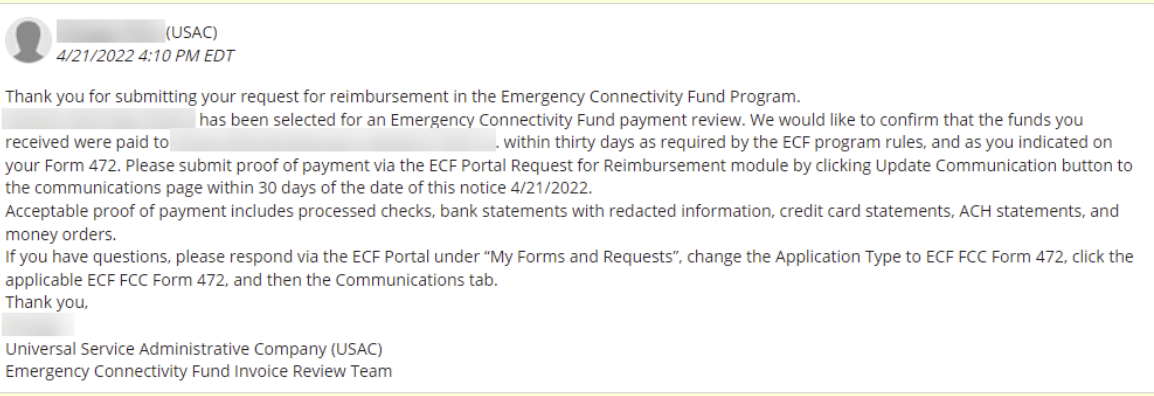 (USAC)
4/21/2022 4:10 PM EDT
Thank you for submitting your request for reimbursement in the Emergency Connectivity Fund Program.
has been selected for an Emergency Connectivity Fund payment review. We would like to confirm that the funds you
received were paid to . within thirty days as required by the ECF program rules, and as you indicated on
your Form 472. Please submit proof of payment via the ECF Portal Request for Reimbursement module by clicking Update Communication button to
the communications page within 30 days of the date of this notice 4/21/2022.
Acceptable proof of payment includes processed checks, bank statements with redacted information, credit card statements, ACH statements, and
money orders.
If you have questions, please respond via the ECF Portal under “My Forms and Requests”, change the Application Type to ECF FCC Form 472, click the
applicable ECF FCC Form 472, and then the Communications tab.
Thank you,
Universal Service Administrative Company (USAC)
Emergency Connectivity Fund Invoice Review Team